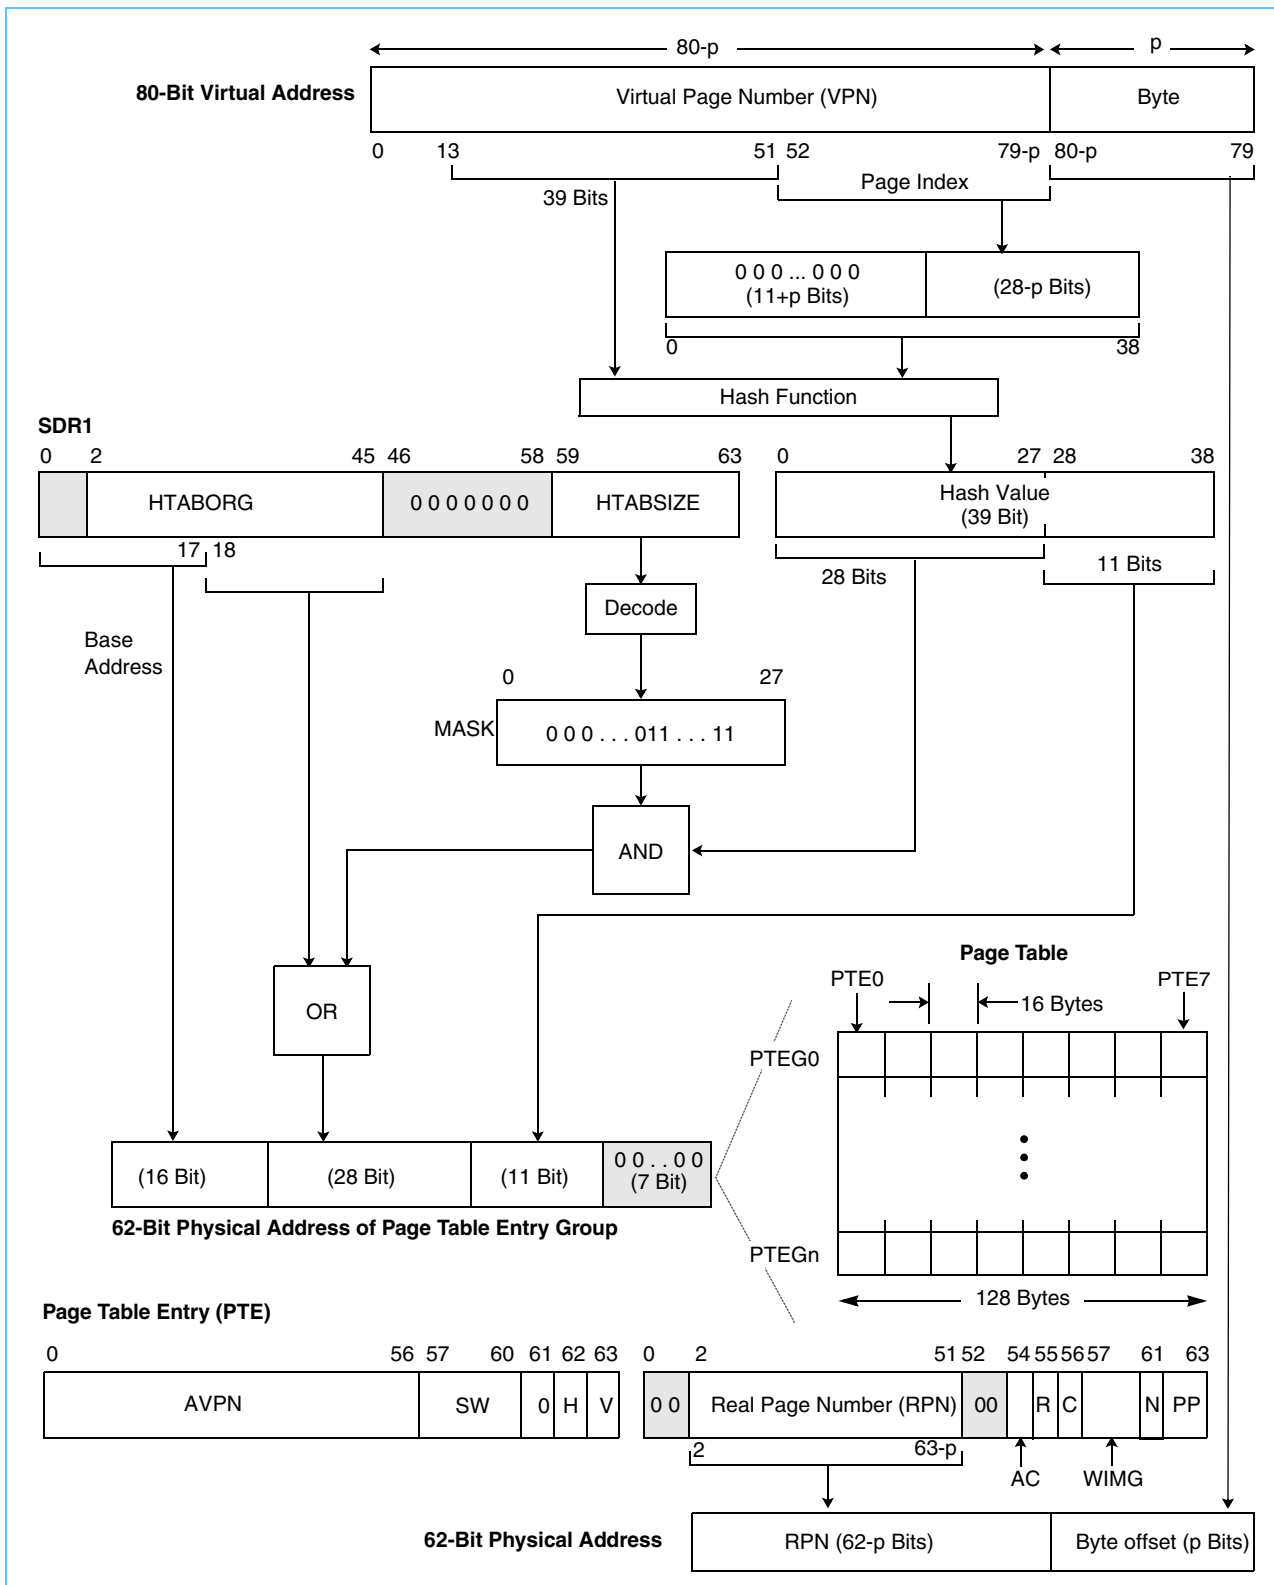 80-p
p
80-Bit Virtual Address
Virtual Page Number (VPN)
Byte
0
13
51
52
79-p
80-p
79
39 Bits
Page Index
0 0 0 ... 0 0 0
(11+p Bits)
(28-p Bits)
0
38
Hash Function
SDR1
0
2
45
46
58
59
63
0
27
28
38
HTABORG
0 0 0 0 0 0 0
HTABSIZE
Hash Value
(39 Bit)
17
18
28 Bits
11 Bits
Decode
Base
Address
0
27
MASK
0 0 0 . . . 011 . . . 11
AND
Page Table
PTE0
16 Bytes
PTE7
OR
PTEG0
(16 Bit)
(28 Bit)
(11 Bit)
0 0 . . 0 0
(7 Bit)
62-Bit Physical Address of Page Table Entry Group
PTEGn
128 Bytes
Page Table Entry (PTE)
0
56
57
60
61
62
63
0
2
51
52
54
55
56
57
61
63
AVPN
SW
0
H
V
0 0
Real Page Number (RPN)
00
R
C
N
PP
2
63-p
AC
WIMG
62-Bit Physical Address
RPN (62-p Bits)
Byte offset (p Bits)